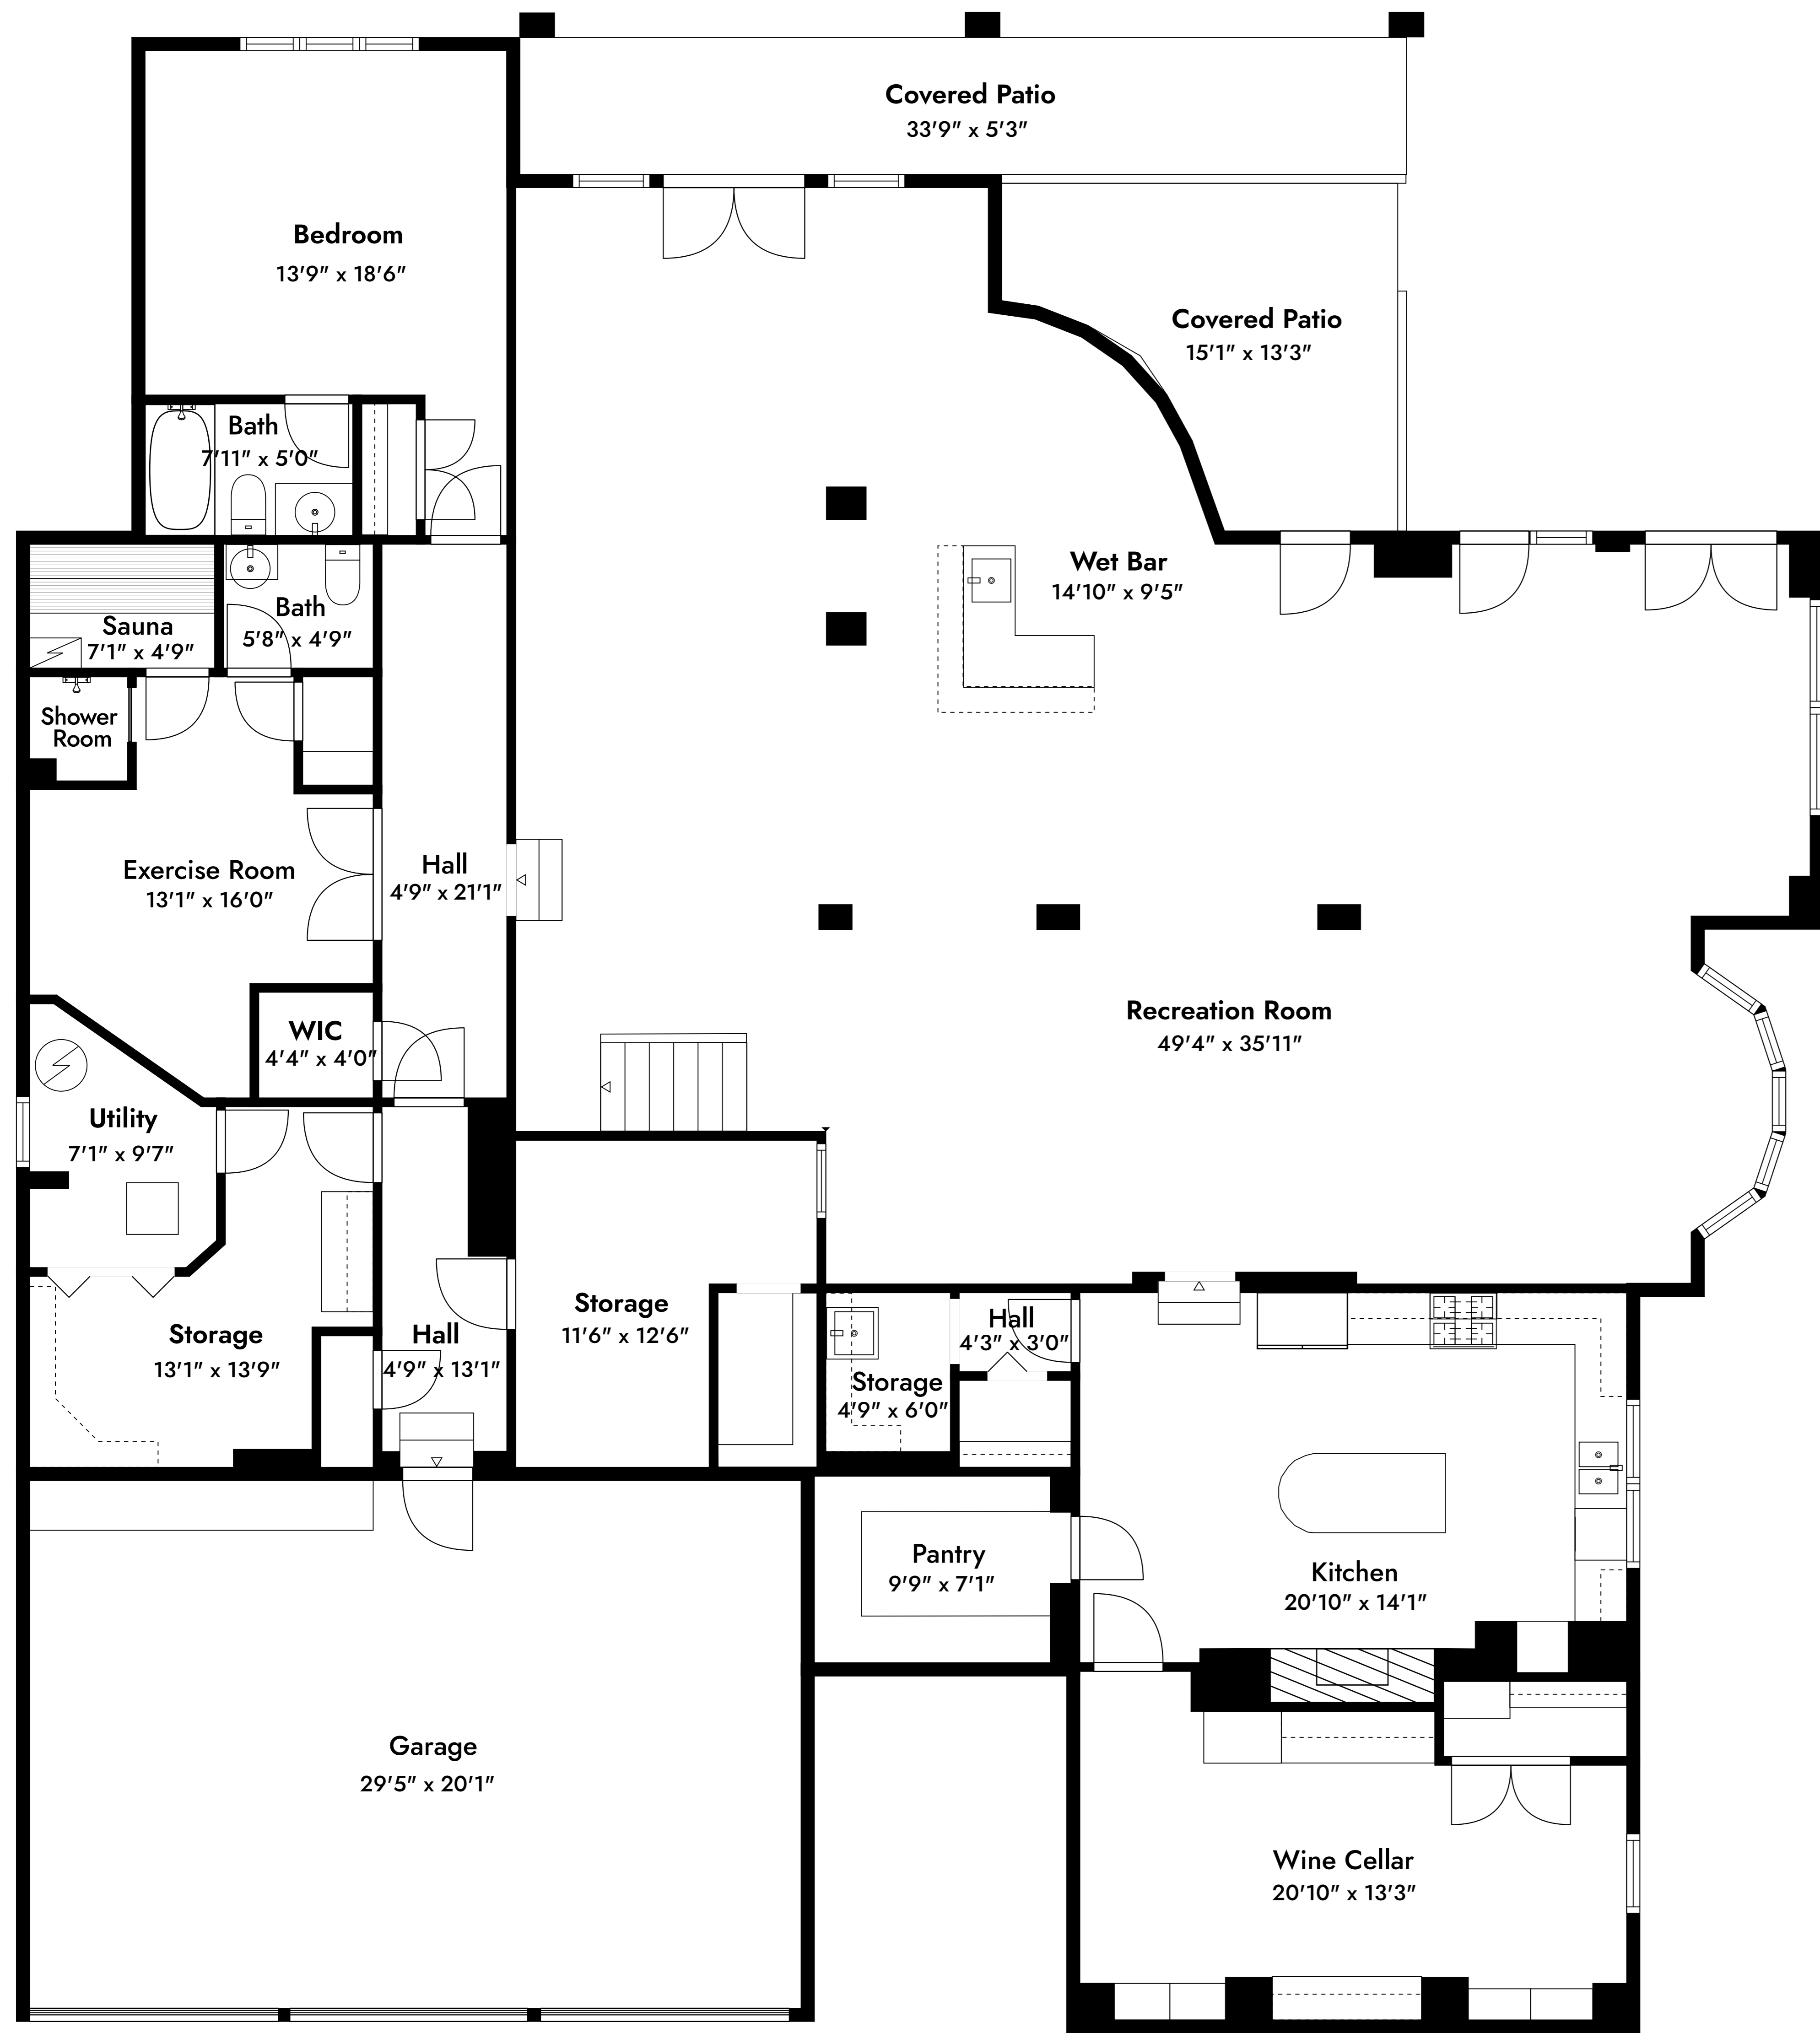 Covered Patio
33'9" x 5'3"
Bedroom
13'9" x 18'6"
Covered Patio
15'1" x 13'3"
Bath
7'11" x 5'0"
Wet Bar
14'10" x 9'5"
Bath
5'8" x 4'9"
Sauna
7'1" x 4'9"
Shower
Room
Exercise Room
13'1" x 16'0"
Hall
4'9" x 21'1"
Recreation Room
49'4" x 35'11"
WIC
4'4" x 4'0"
Utility
7'1" x 9'7"
Storage
11'6" x 12'6"
Hall
4'3" x 3'0"
Storage
13'1" x 13'9"
Hall
4'9" x 13'1"
Storage
4'9" x 6'0"
Pantry
9'9" x 7'1"
Kitchen
20'10" x 14'1"
Garage
29'5" x 20'1"
Wine Cellar
20'10" x 13'3"